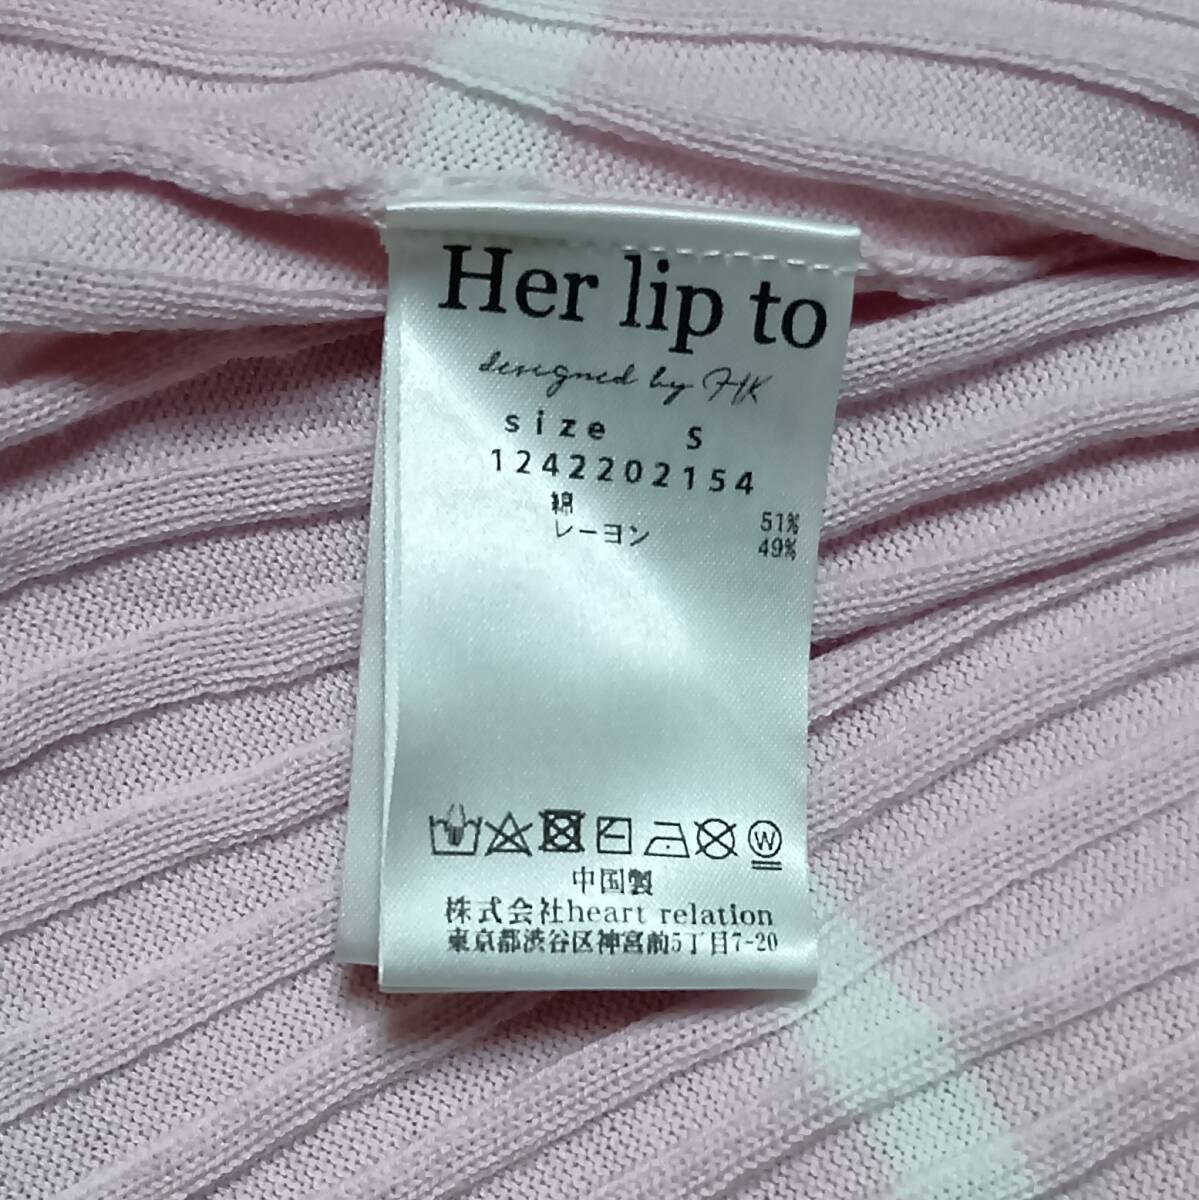 Her lip to
designed by HK
size S
1242202154
綿 51%
レーヨン 49%
W
中国製
株式会社heart relation
東京都渋谷区神宮前5丁目7-20